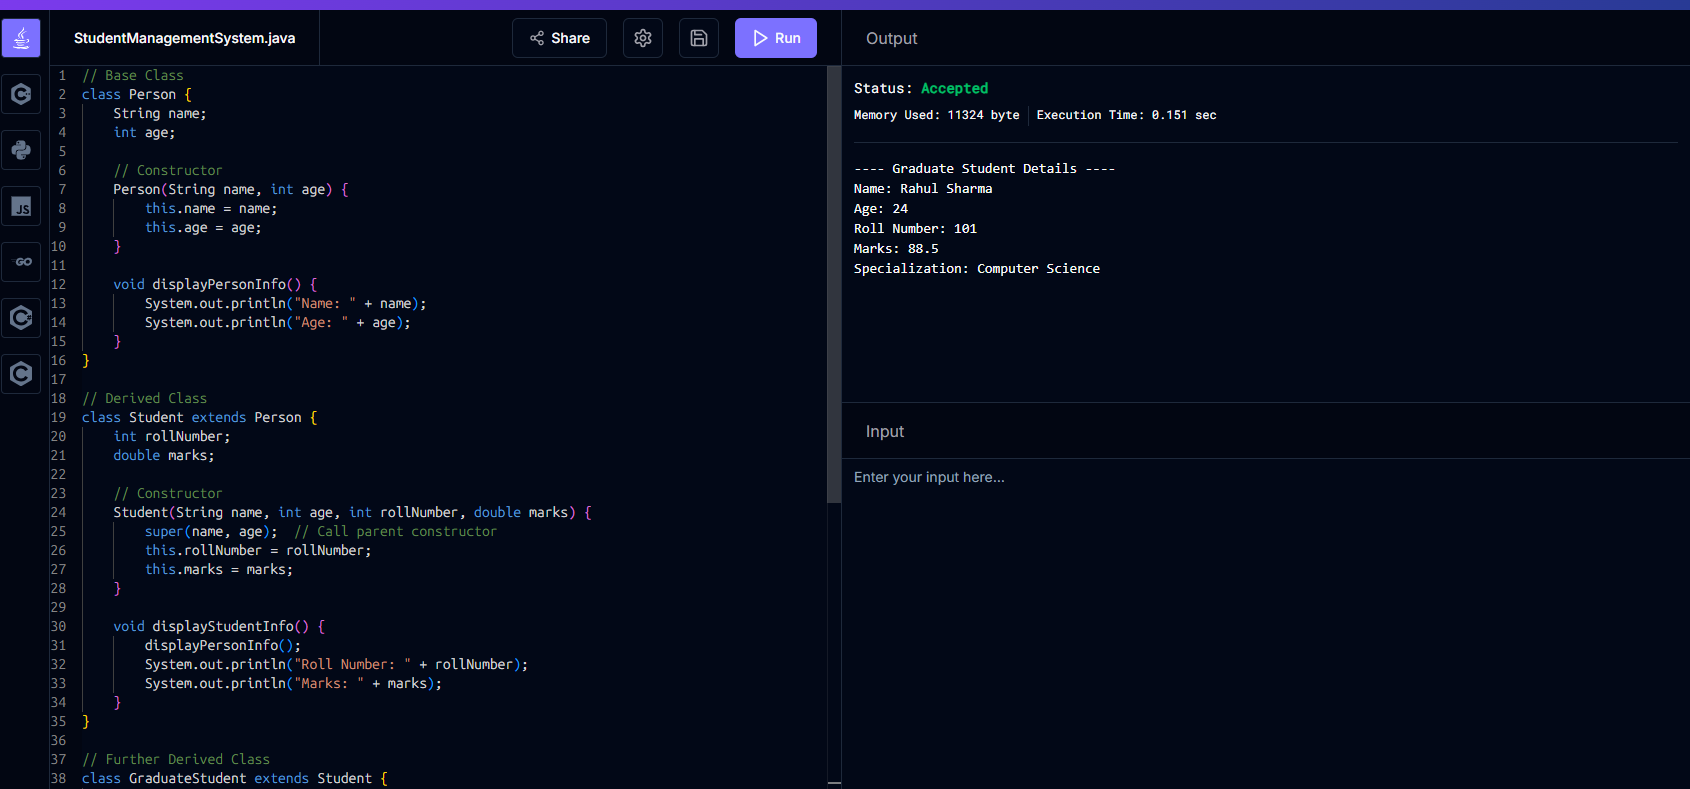 StudentManagementSystem.java
Share
Run
JS
GO
1 // Base Class
2 class Person {
3     String name;
4     int age;
5
6     // Constructor
7     Person(String name, int age) {
8         this.name = name;
9         this.age = age;
10     }
11
12     void displayPersonInfo() {
13         System.out.println("Name: " + name);
14         System.out.println("Age: " + age);
15     }
16 }
17
18 // Derived Class
19 class Student extends Person {
20     int rollNumber;
21     double marks;
22
23     // Constructor
24     Student(String name, int age, int rollNumber, double marks) {
25         super(name, age);  // Call parent constructor
26         this.rollNumber = rollNumber;
27         this.marks = marks;
28     }
29
30     void displayStudentInfo() {
31         displayPersonInfo();
32         System.out.println("Roll Number: " + rollNumber);
33         System.out.println("Marks: " + marks);
34     }
35 }
36
37 // Further Derived Class
38 class GraduateStudent extends Student {
Output
Status: Accepted
Memory Used: 11324 byte Execution Time: 0.151 sec
---- Graduate Student Details ----
Name: Rahul Sharma
Age: 24
Roll Number: 101
Marks: 88.5
Specialization: Computer Science
Input
Enter your input here...